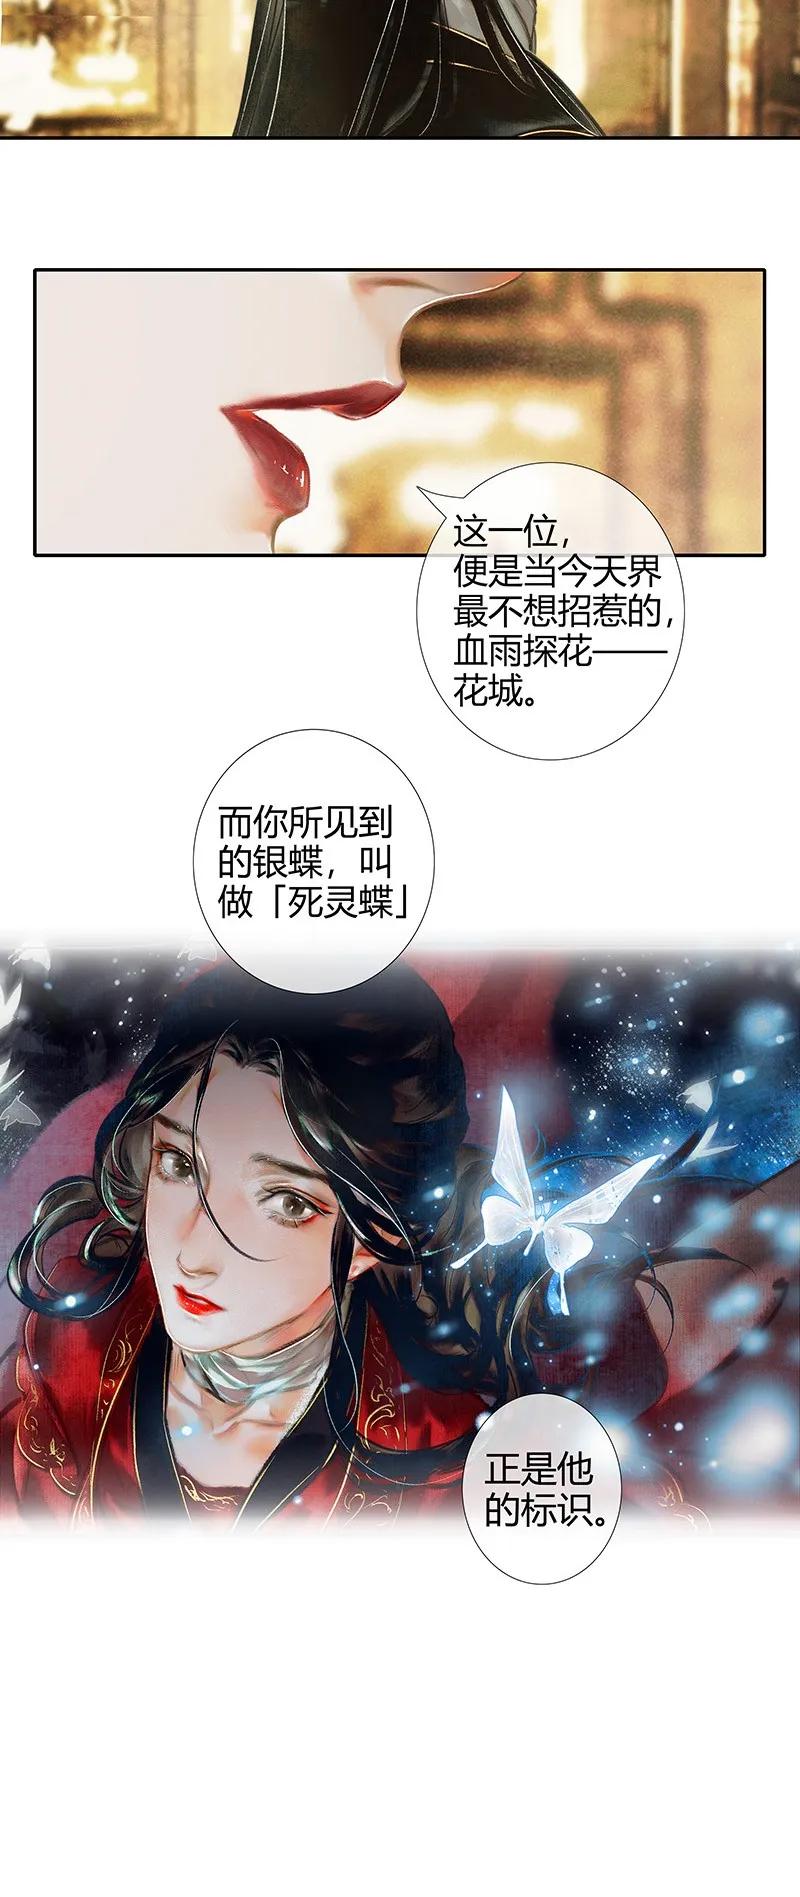 这一位，
便是当今天界
最不想招惹的，
血雨探花——
花城。
而你所见到
的银蝶，叫
做「死灵蝶」
正是他
的标识。